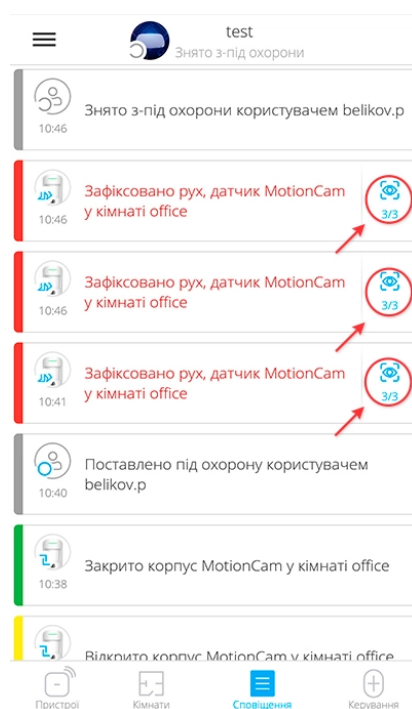 test
Знято з-під охорони
Знято з-під охорони користувачем belikov.p
10:46
Зафіксовано рух, датчик MotionCam
у кімнаті office
10:46
3/3
Зафіксовано рух, датчик MotionCam
у кімнаті office
10:46
3/3
Зафіксовано рух, датчик MotionCam
у кімнаті office
10:41
3/3
Поставлено під охорону користувачем
belikov.p
10:40
Закрито корпус MotionCam у кімнаті office
10:38
Відкрито корпус MotionCam у кімнаті office
Пристрої
Кімнати
Сповіщення
Керування